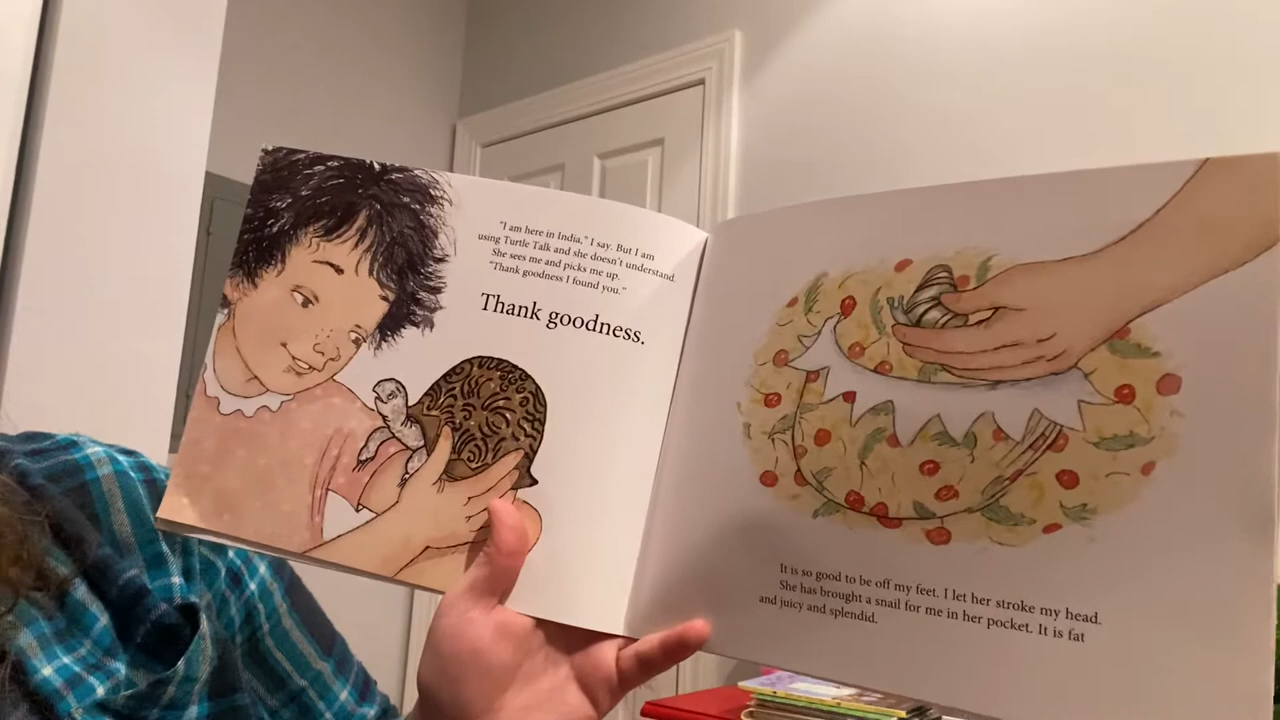 "I am here in India," I say. But I am
using Turtle Talk and she doesn't understand.
She sees me and picks me up.
"Thank goodness I found you."
Thank goodness.
It is so good to be off my feet. I let her stroke my head.
She has brought a snail for me in her pocket. It is fat
and juicy and splendid.